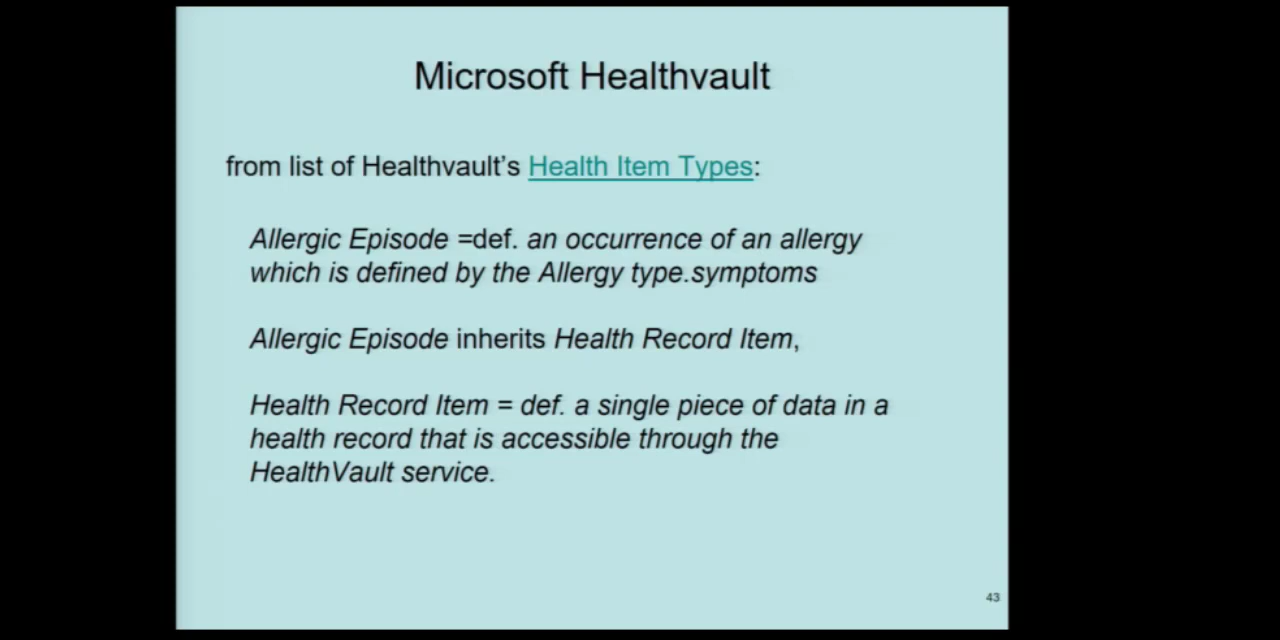 Microsoft Healthvault
from list of Healthvault's Health Item Types:
Allergic Episode =def. an occurrence of an allergy
which is defined by the Allergy type.symptoms
Allergic Episode inherits Health Record Item,
Health Record Item = def. a single piece of data in a
health record that is accessible through the
HealthVault service.
43